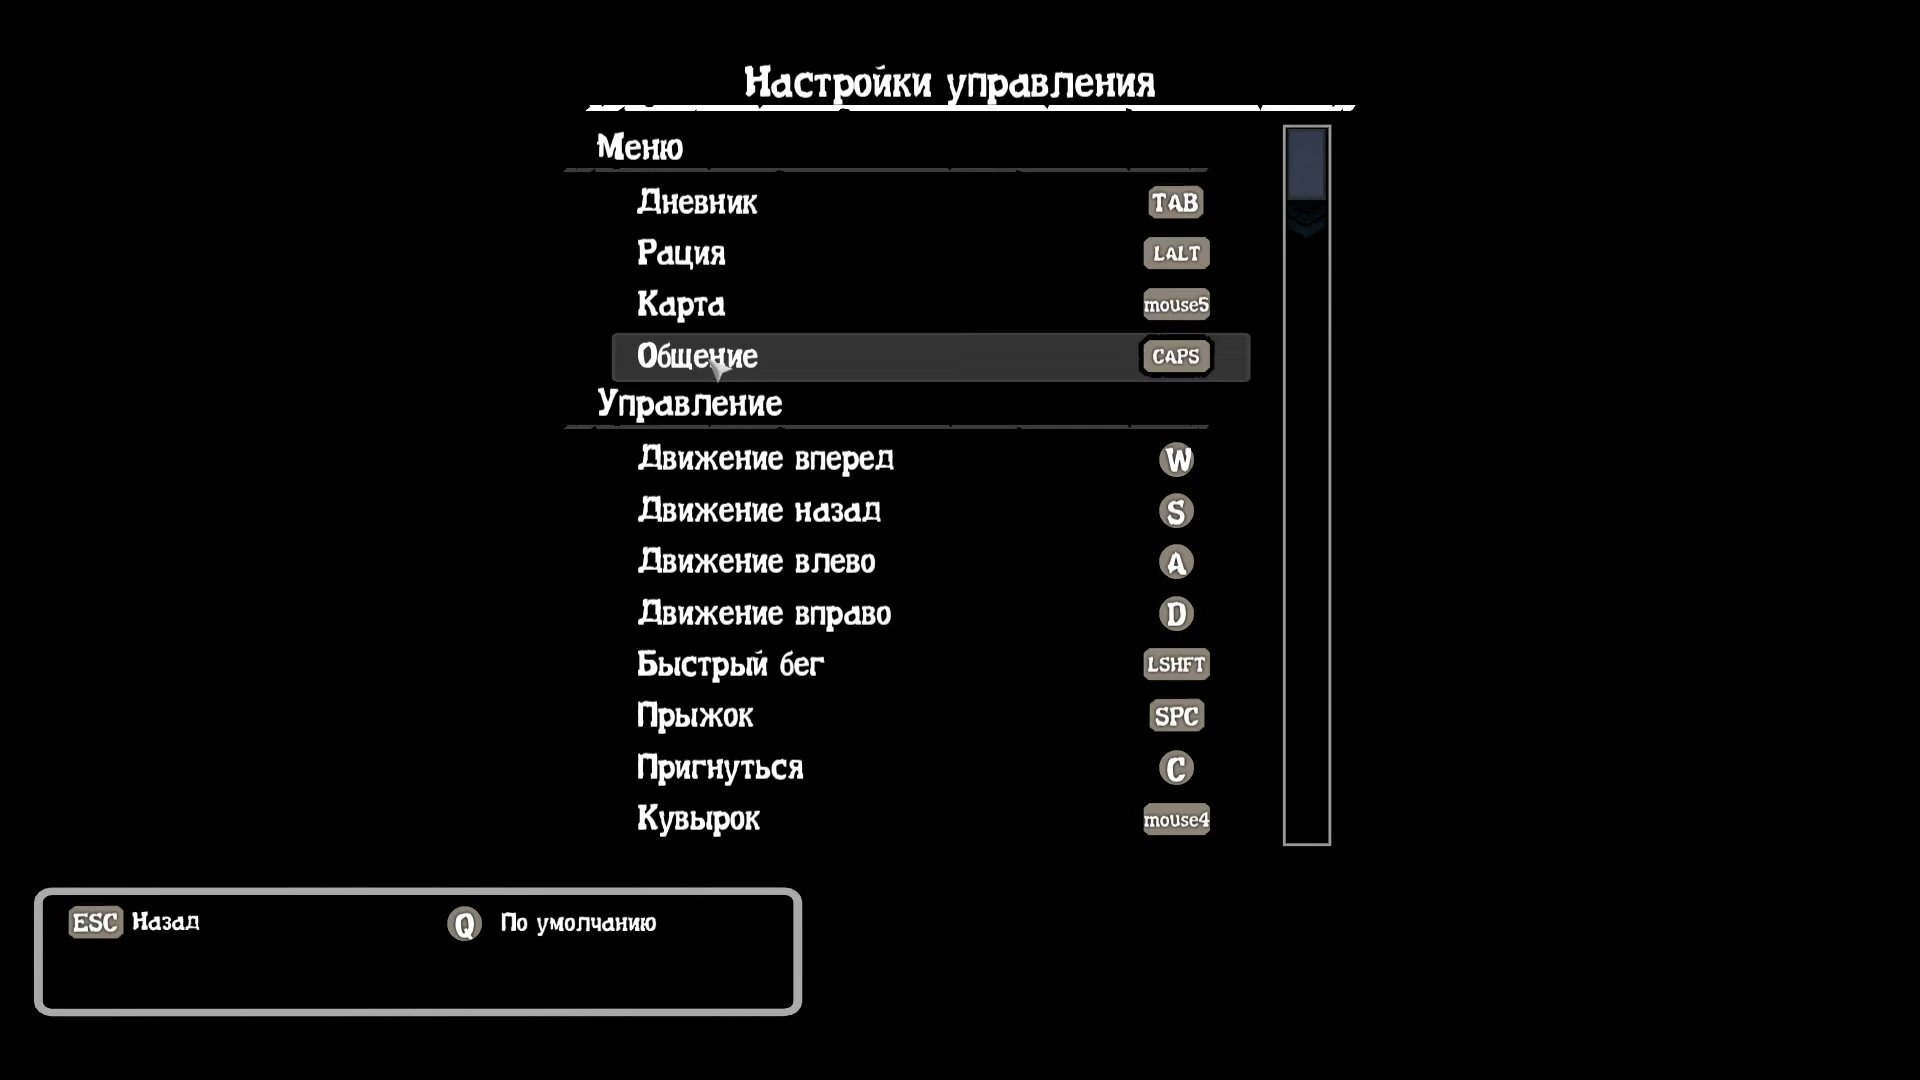 Настройки управления
Меню
Дневник TAB
Рация LALT
Карта mouse5
Общение CAPS
Управление
Движение вперед W
Движение назад S
Движение влево A
Движение вправо D
Быстрый бег LSHFT
Прыжок SPC
Пригнуться C
Кувырок mouse4
ESC Назад Q По умолчанию